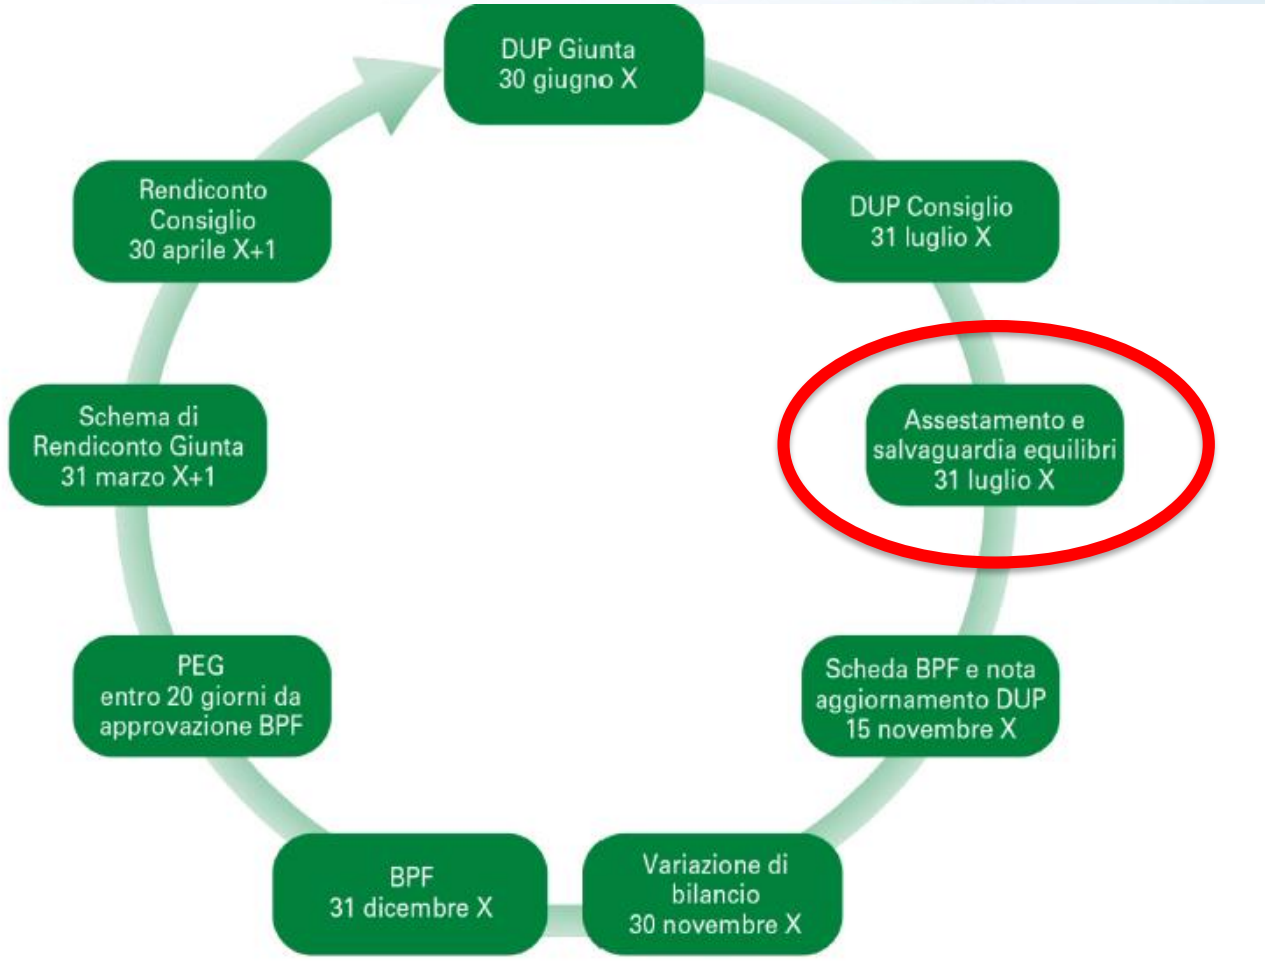 DUP Giunta
30 giugno X
DUP Consiglio
31 luglio X
Assestamento e
salvaguardia equilibri
31 luglio X
Scheda BPF e nota
aggiornamento DUP
15 novembre X
Variazione di
bilancio
30 novembre X
BPF
31 dicembre X
PEG
entro 20 giorni da
approvazione BPF
Schema di
Rendiconto Giunta
31 marzo X+1
Rendiconto
Consiglio
30 aprile X+1